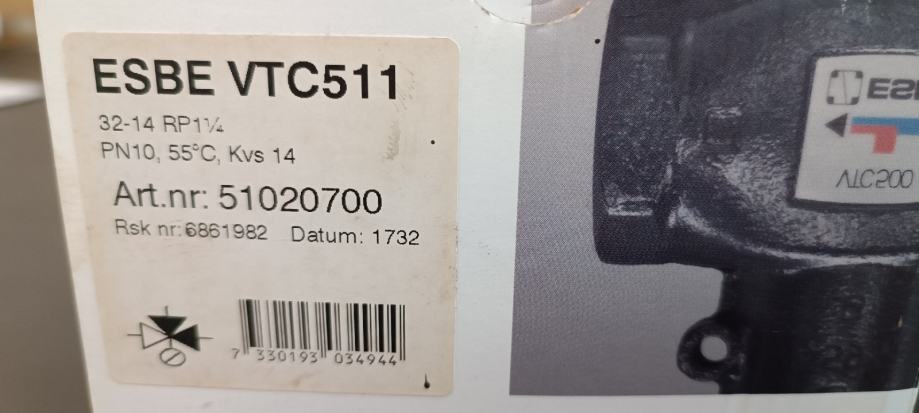 ESBE VTC511
32-14 RP1¼
PN10, 55°C, Kvs 14
Art.nr: 51020700
Rsk nr:6861982 Datum: 1732
7 330193 034944
VTC500